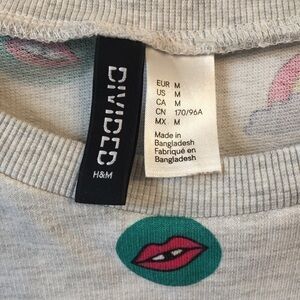 DIVIDED
H&M
EUR M
US M
CA M
CN 170/96A
MX M
Made in
Bangladesh
Fabriqué en
Bangladesh